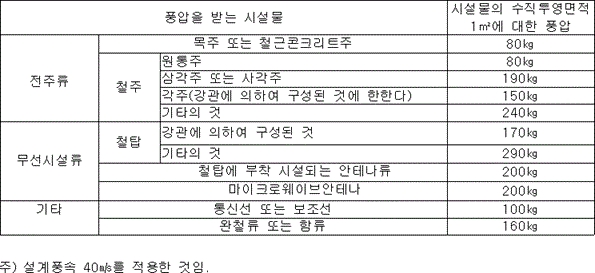 풍압을 받는 시설물
시설물의 수직투영면적
1㎡에 대한 풍압
전주류
목주 또는 철근콘크리트주
80㎏
철주
원통주
80㎏
삼각주 또는 사각주
190㎏
각주(강관에 의하여 구성된 것에 한한다)
150㎏
기타의 것
240㎏
무선시설류
철탑
강관에 의하여 구성된 것
170㎏
기타의 것
290㎏
철탑에 부착 시설되는 안테나류
200㎏
마이크로웨이브안테나
200㎏
기타
통신선 또는 보조선
100㎏
완철류 또는 함류
160㎏
주) 설계풍속 40㎧를 적용한 것임.